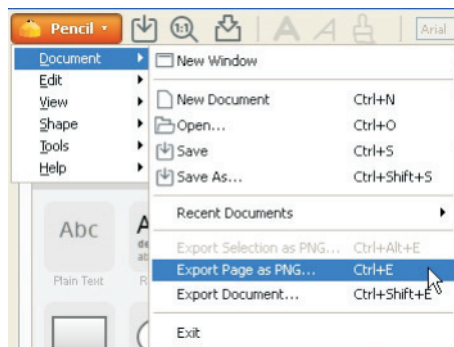 Pencil
1:1
A A
Arial
Document
Edit
View
Shape
Tools
Help
New Window
New Document Ctrl+N
Open... Ctrl+O
Save Ctrl+S
Save As... Ctrl+Shift+S
Recent Documents
Export Selection as PNG... Ctrl+Alt+E
Export Page as PNG... Ctrl+E
Export Document... Ctrl+Shift+E
Exit
Abc
Plain Text